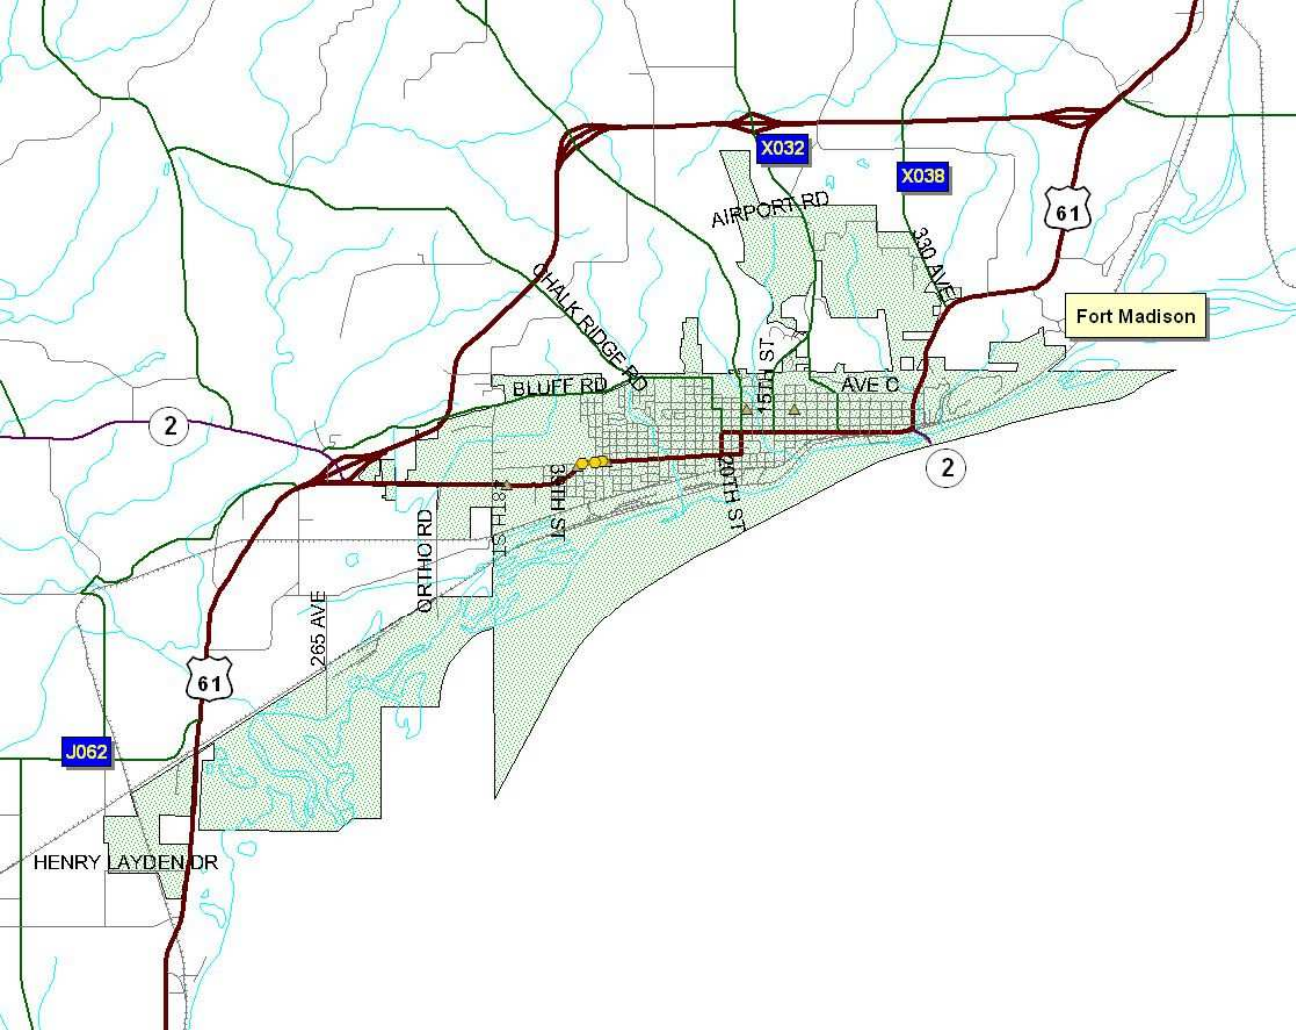 X032
X038
AIRPORT RD
61
330 AVE
CHALK RIDGE RD
Fort Madison
15TH ST
BLUFF RD
AVE C
2
2
20TH ST
35TH ST
48TH ST
ORTHO RD
265 AVE
61
J062
HENRY LAYDEN DR